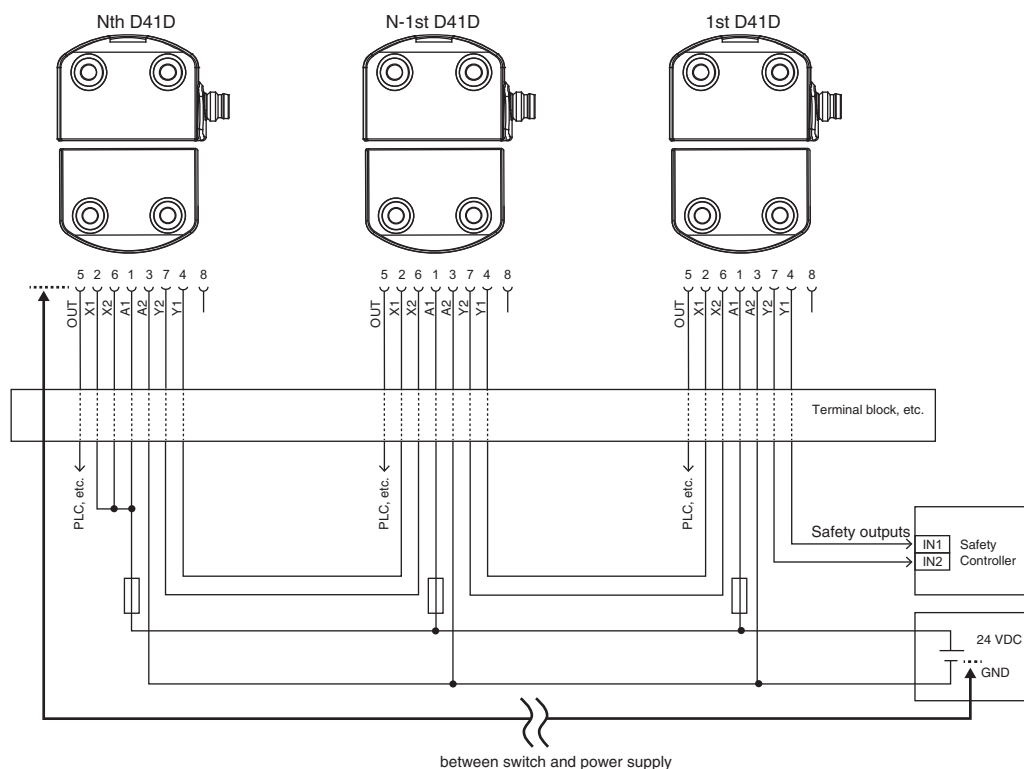 Nth D41D
N-1st D41D
1st D41D
5 2 6 1 3 7 4 8
5 2 6 1 3 7 4 8
5 2 6 1 3 7 4 8
OUT X1 X2 A1 A2 Y2 Y1
OUT X1 X2 A1 A2 Y2 Y1
OUT X1 X2 A1 A2 Y2 Y1
Terminal block, etc.
PLC, etc.
PLC, etc.
PLC, etc.
Safety outputs
IN1
IN2
Safety
Controller
24 VDC
GND
between switch and power supply